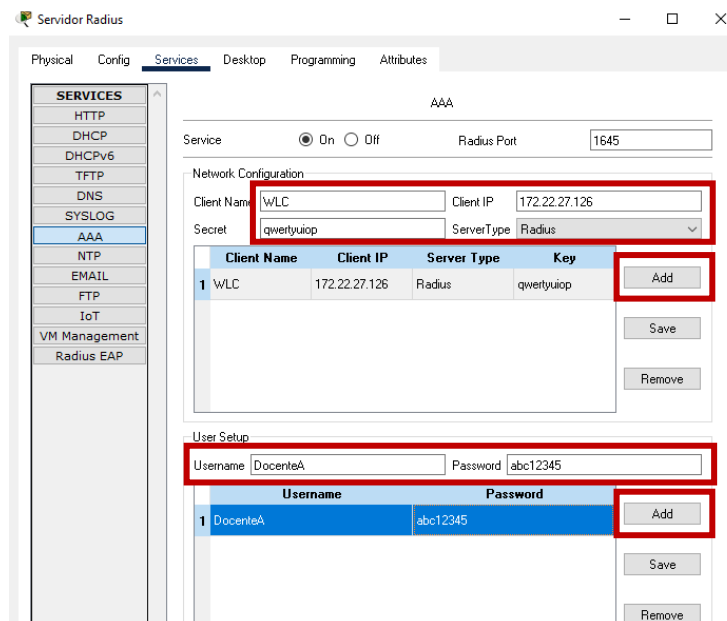 Servidor Radius
Physical Config Services Desktop Programming Attributes
SERVICES
HTTP
DHCP
DHCPv6
TFTP
DNS
SYSLOG
AAA
NTP
EMAIL
FTP
IoT
VM Management
Radius EAP
AAA
Service On Off Radius Port 1645
Network Configuration
Client Name WLC Client IP 172.22.27.126
Secret qwertyuiop ServerType Radius
Client Name Client IP Server Type Key
1 WLC 172.22.27.126 Radius qwertyuiop
Add
Save
Remove
User Setup
Username DocenteA Password abc12345
Username Password
1 DocenteA abc12345
Add
Save
Remove